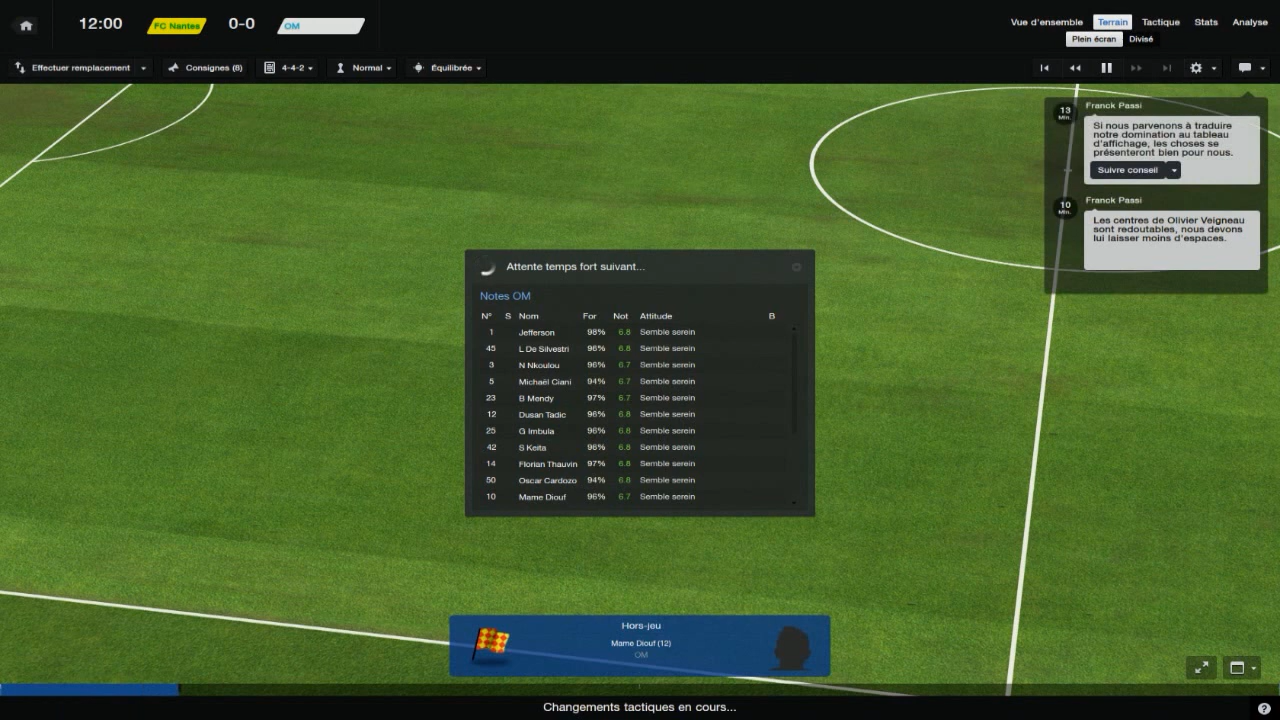 12:00
FC Nantes
0-0
OM
Vue d'ensemble
Terrain
Tactique
Stats
Analyse
Plein écran
Divisé
Effectuer remplacement
Consignes (8)
4-4-2
Normal
Équilibrée
13
Min.
Franck Passi
Si nous parvenons à traduire
notre domination au tableau
d'affichage, les choses se
présenteront bien pour nous.
Suivre conseil
10
Min.
Franck Passi
Les centres de Olivier Veigneau
sont redoutables, nous devons
lui laisser moins d'espaces.
Attente temps fort suivant...
Notes OM
N° S Nom For Not Attitude B
1 Jefferson 98% 6.8 Semble serein
45 L De Silvestri 96% 6.8 Semble serein
3 N Nkoulou 96% 6.7 Semble serein
5 Michaël Ciani 94% 6.7 Semble serein
23 B Mendy 97% 6.7 Semble serein
12 Dusan Tadic 96% 6.8 Semble serein
25 G Imbula 96% 6.8 Semble serein
42 S Keita 96% 6.8 Semble serein
14 Florian Thauvin 97% 6.8 Semble serein
50 Oscar Cardozo 94% 6.8 Semble serein
10 Mame Diouf 96% 6.7 Semble serein
Hors-jeu
Mame Diouf (12)
OM
Changements tactiques en cours...
?